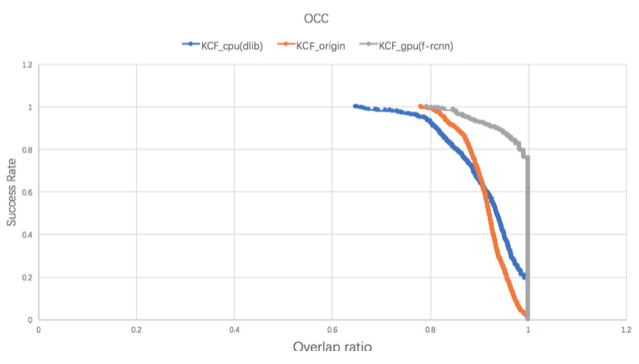 OCC
KCF_cpu(dlib) KCF_origin KCF_gpu(f-rcnn)
1.2
1
0.8
0.6
0.4
0.2
0
Success Rate
0 0.2 0.4 0.6 0.8 1 1.2
Overlap ratio